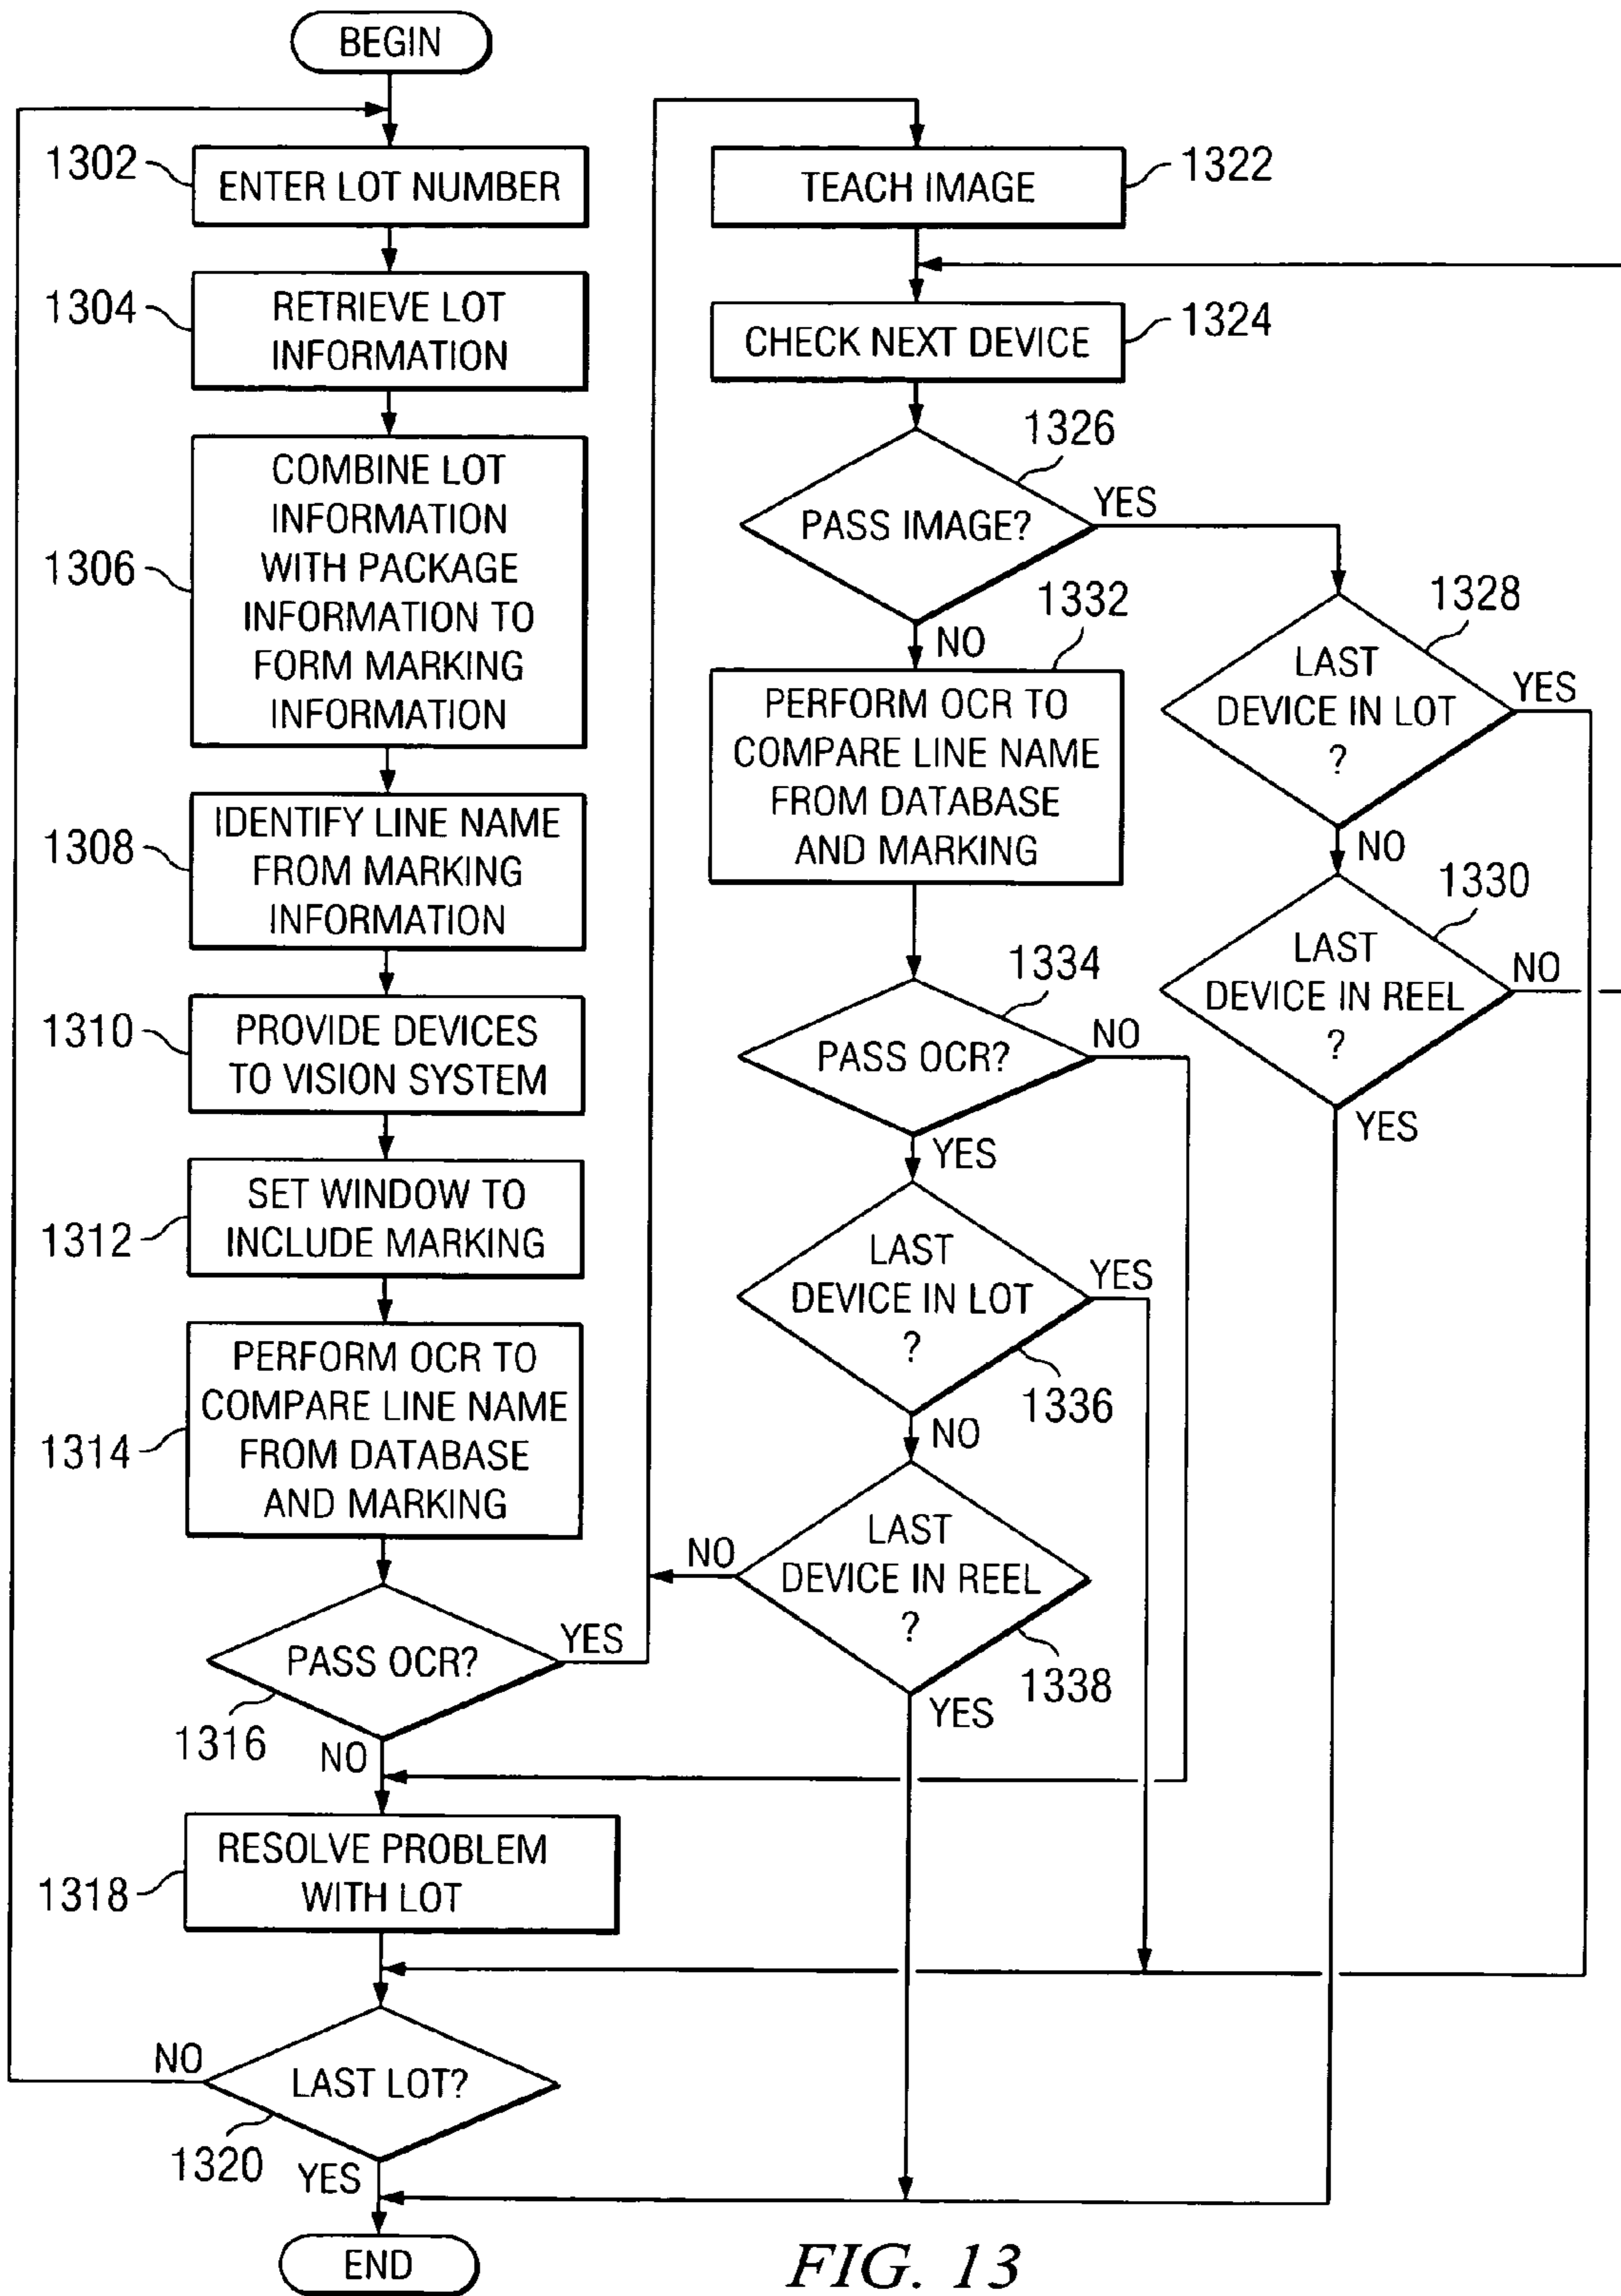 BEGIN
1302
ENTER LOT NUMBER
1304
RETRIEVE LOT
INFORMATION
1306
COMBINE LOT
INFORMATION
WITH PACKAGE
INFORMATION TO
FORM MARKING
INFORMATION
1308
IDENTIFY LINE NAME
FROM MARKING
INFORMATION
1310
PROVIDE DEVICES
TO VISION SYSTEM
1312
SET WINDOW TO
INCLUDE MARKING
1314
PERFORM OCR TO
COMPARE LINE NAME
FROM DATABASE
AND MARKING
PASS OCR?
YES
1316
NO
1318
RESOLVE PROBLEM
WITH LOT
NO
LAST LOT?
1320
YES
END
TEACH IMAGE
1322
CHECK NEXT DEVICE
1324
1326
PASS IMAGE?
YES
NO
1332
PERFORM OCR TO
COMPARE LINE NAME
FROM DATABASE
AND MARKING
1334
PASS OCR?
NO
YES
LAST
DEVICE IN LOT
?
YES
1336
NO
LAST
DEVICE IN REEL
?
NO
1338
YES
1328
LAST
DEVICE IN LOT
?
YES
NO
1330
LAST
DEVICE IN REEL
?
NO
YES
FIG. 13